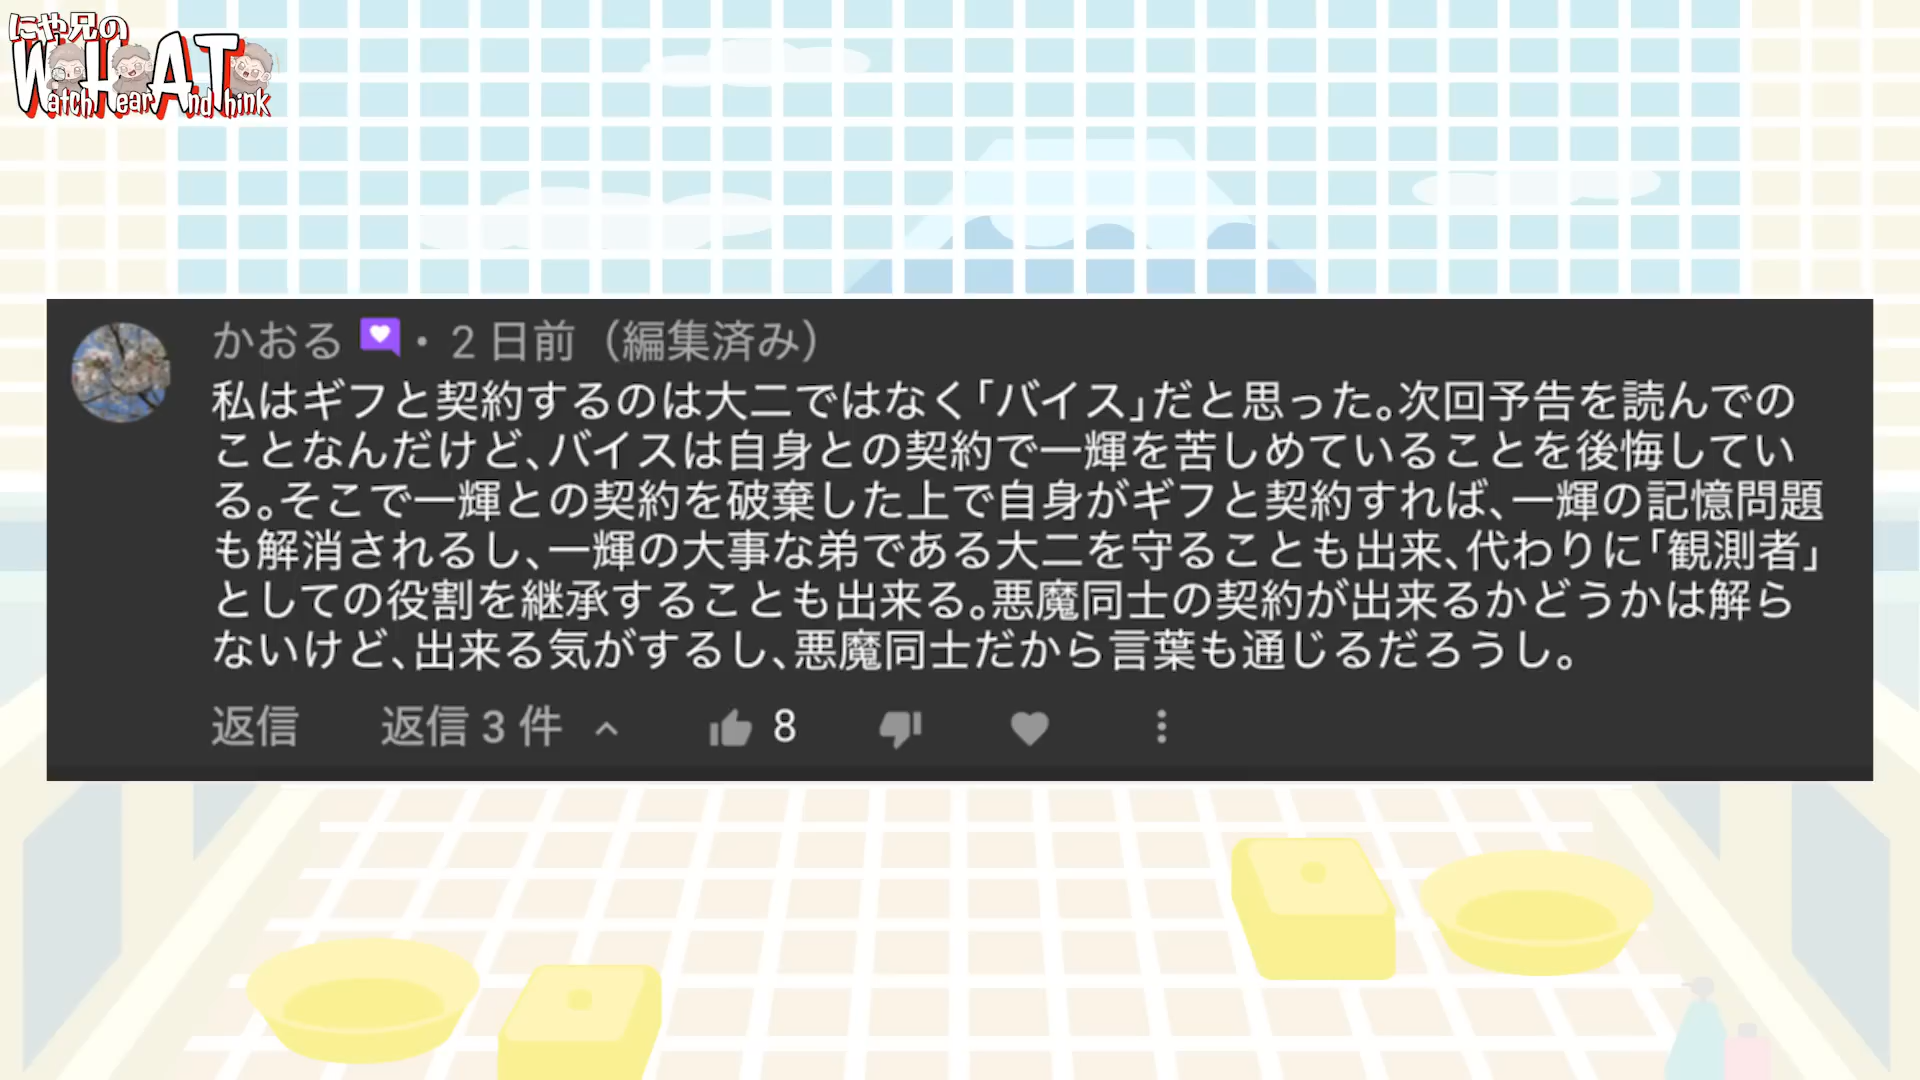 にや兄の
WHAT
Watch Hear And Think
かおる・2 日前（編集済み）
私はギフと契約するのは大二ではなく｢バイス｣だと思った｡次回予告を読んでの
ことなんだけど､バイスは自身との契約で一輝を苦しめていることを後悔してい
る｡そこで一輝との契約を破棄した上で自身がギフと契約すれば､一輝の記憶問題
も解消されるし､一輝の大事な弟である大二を守ることも出来､代わりに｢観測者｣
としての役割を継承することも出来る｡悪魔同士の契約が出来るかどうかは解ら
ないけど､出来る気がするし､悪魔同士だから言葉も通じるだろうし。
返信 返信 3 件 8